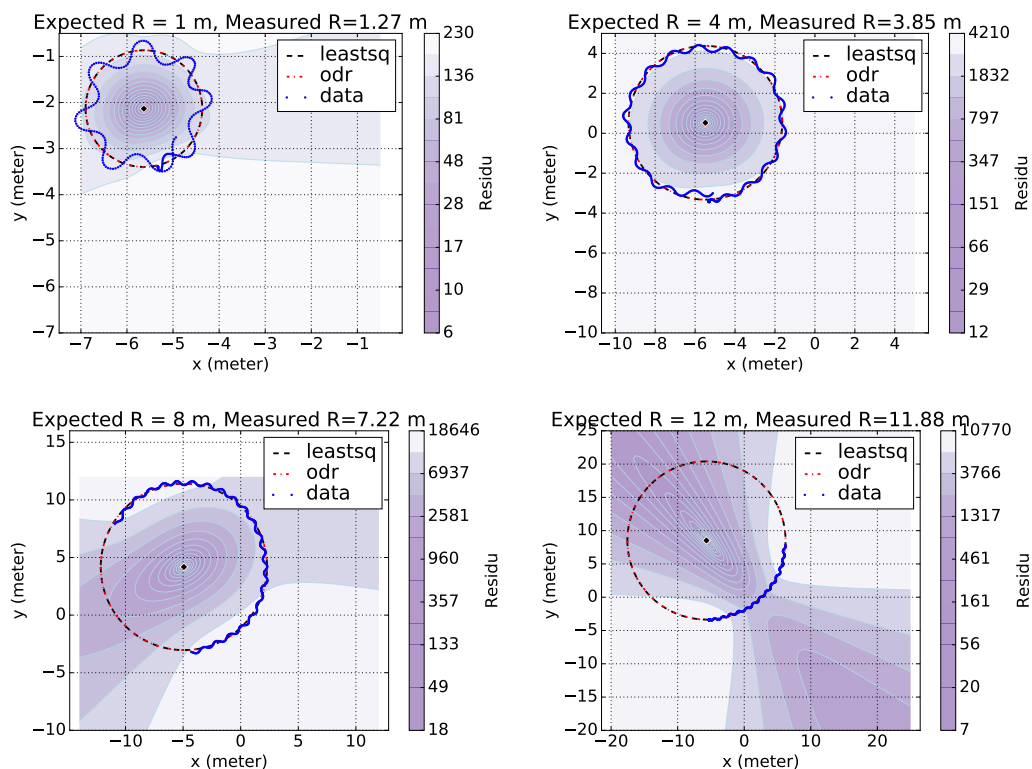 Expected R = 1 m, Measured R=1.27 m
−1
−2
−3
−4
−5
−6
−7
y (meter)
−7 −6 −5 −4 −3 −2 −1
x (meter)
leastsq
odr
data
230
136
81
48
28
17
10
6
Residu
Expected R = 4 m, Measured R=3.85 m
4
2
0
−2
−4
−6
−8
−10
y (meter)
−10 −8 −6 −4 −2 0 2 4
x (meter)
leastsq
odr
data
4210
1832
797
347
151
66
29
12
Residu
Expected R = 8 m, Measured R=7.22 m
15
10
5
0
−5
−10
y (meter)
−10 −5 0 5 10
x (meter)
leastsq
odr
data
18646
6937
2581
960
357
133
49
18
Residu
Expected R = 12 m, Measured R=11.88 m
25
20
15
10
5
0
−5
−10
−15
−20
y (meter)
−20 −10 0 10 20
x (meter)
leastsq
odr
data
10770
3766
1317
461
161
56
20
7
Residu